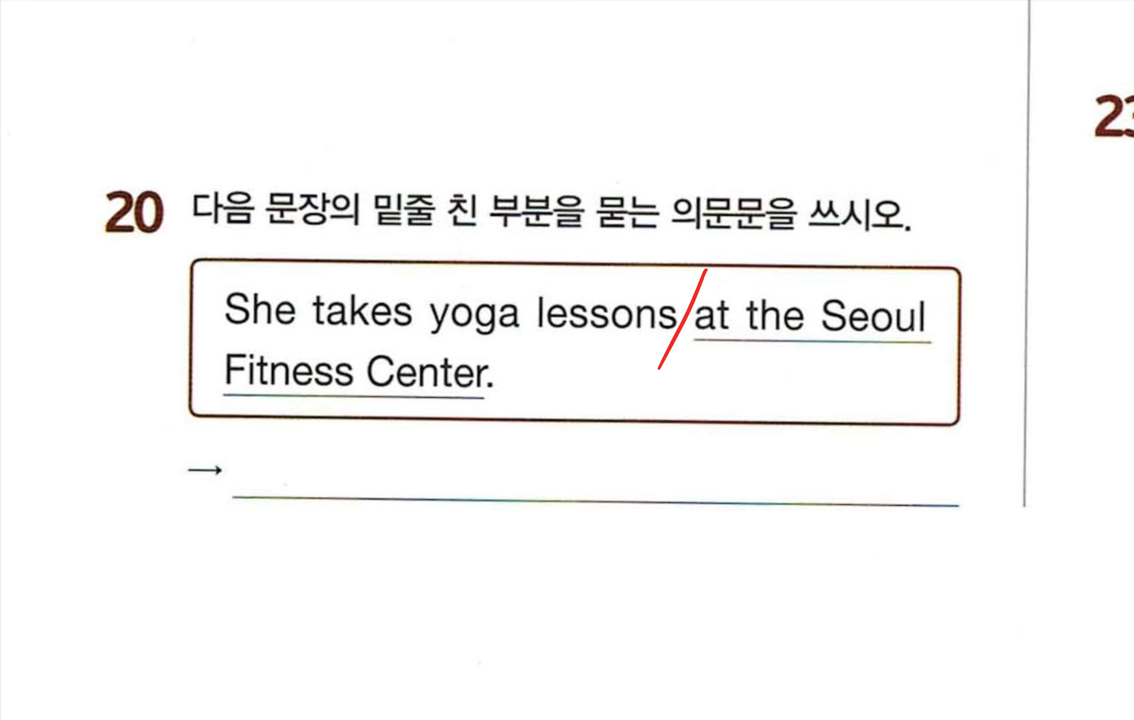 20 다음 문장의 밑줄 친 부분을 묻는 의문문을 쓰시오.
She takes yoga lessons/at the Seoul
Fitness Center.
→